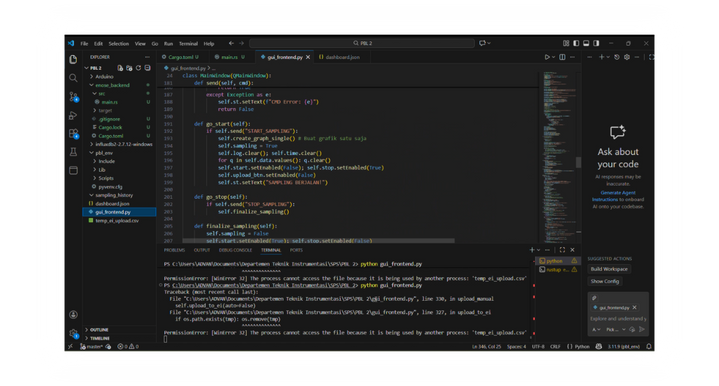 File Edit Selection View Go Run Terminal Help
PBL 2
EXPLORER
PBL 2
Arduino
src
main.rs U
target
.gitignore
Cargo.lock U
Cargo.toml U
influxdb2-2.7.12-windows
pbl_env
Include
Lib
Scripts
pyvenv.cfg
sampling_history
dashboard.json
gui_frontend.py
temp_ei_upload.csv
OUTLINE
TIMELINE
Cargo.toml U
main.rs U
gui_frontend.py
dashboard.json
gui_frontend.py > ...
class MainWindow(QMainWindow):
def send(self, cmd):
return True
except Exception as e:
self.st.setText(f"CMD Error: {e}")
return False
def go_start(self):
if self.send("START_SAMPLING"):
self.create_graph_single() # Buat grafik satu saja
self.sampling = True
self.log.clear(); self.time.clear()
for q in self.data.values(): q.clear()
self.start.setEnabled(False); self.stop.setEnabled(True)
self.upload_btn.setEnabled(False)
self.st.setText("SAMPLING BERJALAN!")
def go_stop(self):
if self.send("STOP_SAMPLING"):
self.finalize_sampling()
def finalize_sampling(self):
self.sampling = False
self.start.setEnabled(True); self.stop.setEnabled(False)
PROBLEMS OUTPUT DEBUG CONSOLE TERMINAL PORTS
PS E:\Users\ADVAN\Documents\Departemen Teknik Instrumentasi\SPS\PBL 2> python gui_frontend.py
^^^^^^^^^^^^^^
PermissionError: [WinError 32] The process cannot access the file because it is being used by another process: 'temp_ei_upload.csv'
PS E:\Users\ADVAN\Documents\Departemen Teknik Instrumentasi\SPS\PBL 2> python gui_frontend.py
Traceback (most recent call last):
File "E:\Users\ADVAN\Documents\Departemen Teknik Instrumentasi\SPS\PBL 2\gui_frontend.py", line 330, in upload_manual
self.upload_to_ei(auto=False)
File "E:\Users\ADVAN\Documents\Departemen Teknik Instrumentasi\SPS\PBL 2\gui_frontend.py", line 327, in upload_to_ei
if os.path.exists(tmp): os.remove(tmp)
^^^^^^^^^^^^^^
PermissionError: [WinError 32] The process cannot access the file because it is being used by another process: 'temp_ei_upload.csv'
python
Ask about
your code
AI responses may be
inaccurate.
Generate Agent
Instructions to onboard
AI onto your codebase.
SUGGESTED ACTIONS
Build Workspace
Show Config
gui_frontend.py
Explore and understand y
master*
Ln 346, Col 25 Spaces: 4 UTF-8 CRLF Python 3.11.9 (pbl_env)